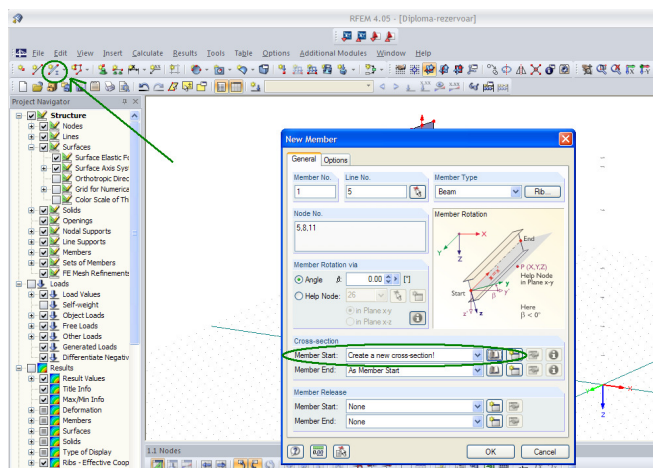 RFEM 4.05 - [Diploma-rezervoar]
File Edit View Insert Calculate Results Tools Table Options Additional Modules Window Help
Project Navigator
Structure
Nodes
Lines
Surfaces
Surface Elastic Fo
Surface Axis Sys
Orthotropic Direc
Grid for Numerica
Color Scale of Th
Solids
Openings
Nodal Supports
Line Supports
Members
Sets of Members
FE Mesh Refinements
Loads
Load Values
Self-weight
Object Loads
Free Loads
Other Loads
Generated Loads
Differentiate Negativ
Results
Result Values
Title Info
Max/Min Info
Deformation
Members
Surfaces
Solids
Type of Display
Ribs - Effective Coop
New Member
General Options
Member No. Line No. Member Type
1 5 Beam Rib...
Node No. Member Rotation
5,8,11
X
Y
Z
End
P (X,Y,Z)
Help Node
in Plane x-y
Start
β
y
y'
z
z'
Here
β < 0°
Member Rotation via
Angle β: 0.00 [°]
Help Node: 26
in Plane x-y
in Plane x-z
Cross-section
Member Start: Create a new cross-section!
Member End: As Member Start
Member Release
Member Start: None
Member End: None
OK Cancel
X
Z
1.1 Nodes